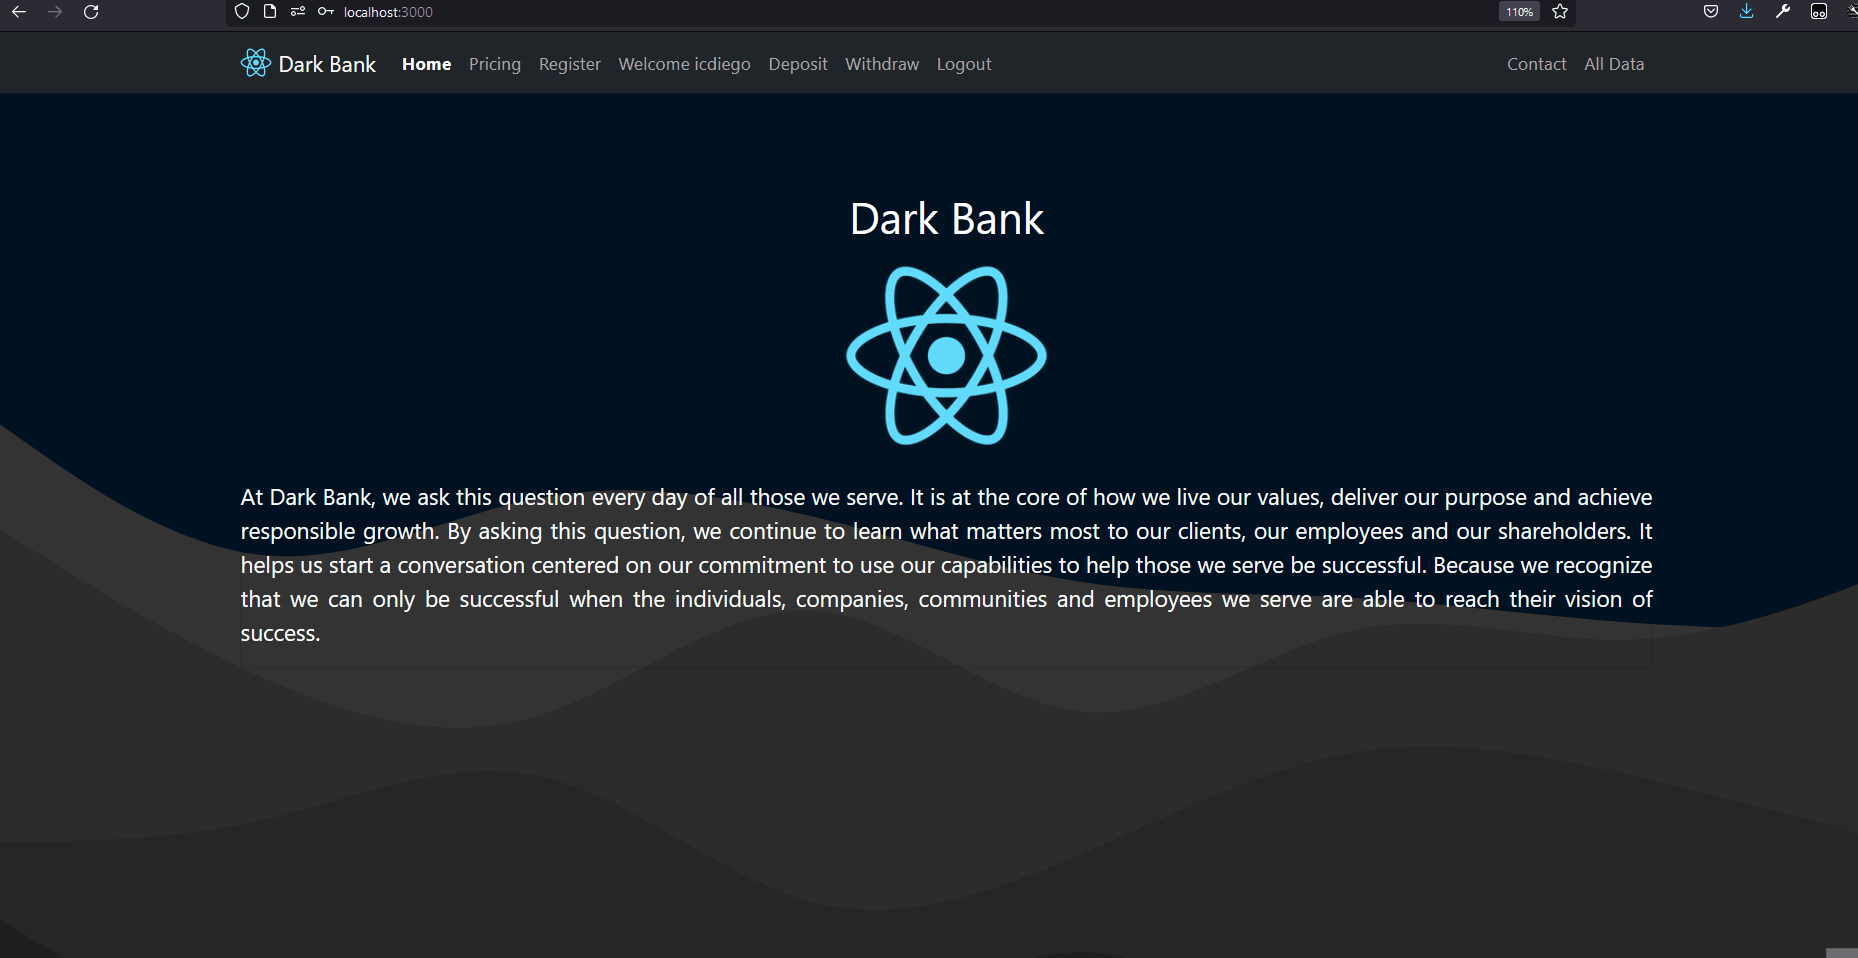 localhost:3000
110%
Dark Bank Home Pricing Register Welcome icdiego Deposit Withdraw Logout Contact All Data
Dark Bank
At Dark Bank, we ask this question every day of all those we serve. It is at the core of how we live our values, deliver our purpose and achieve
responsible growth. By asking this question, we continue to learn what matters most to our clients, our employees and our shareholders. It
helps us start a conversation centered on our commitment to use our capabilities to help those we serve be successful. Because we recognize
that we can only be successful when the individuals, companies, communities and employees we serve are able to reach their vision of
success.